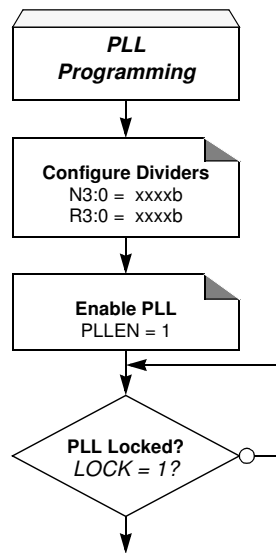 PLL
Programming
Configure Dividers
N3:0 = xxxxb
R3:0 = xxxxb
Enable PLL
PLLEN = 1
PLL Locked?
LOCK = 1?